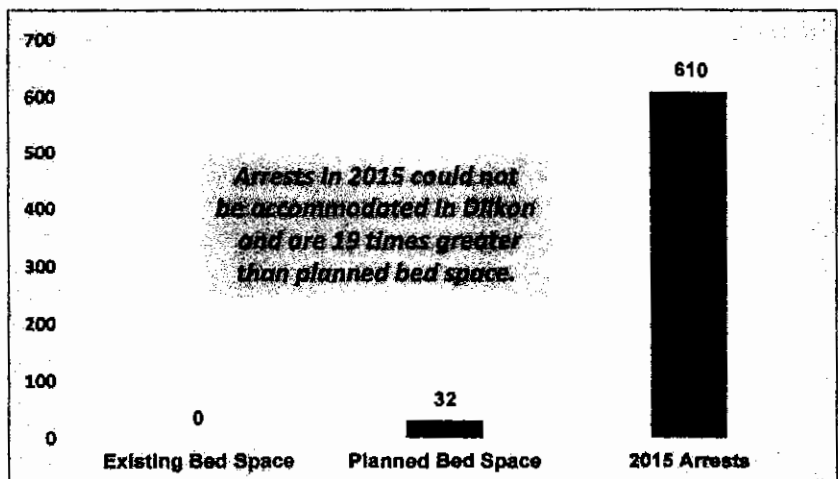 700
610
600
500
Arrests in 2015 could not
400
be accommodated in Dilkon
and are 19 times greater
300
than planned bed space.
200
100
32
0
0
Existing Bed Space Planned Bed Space 2015 Arrests